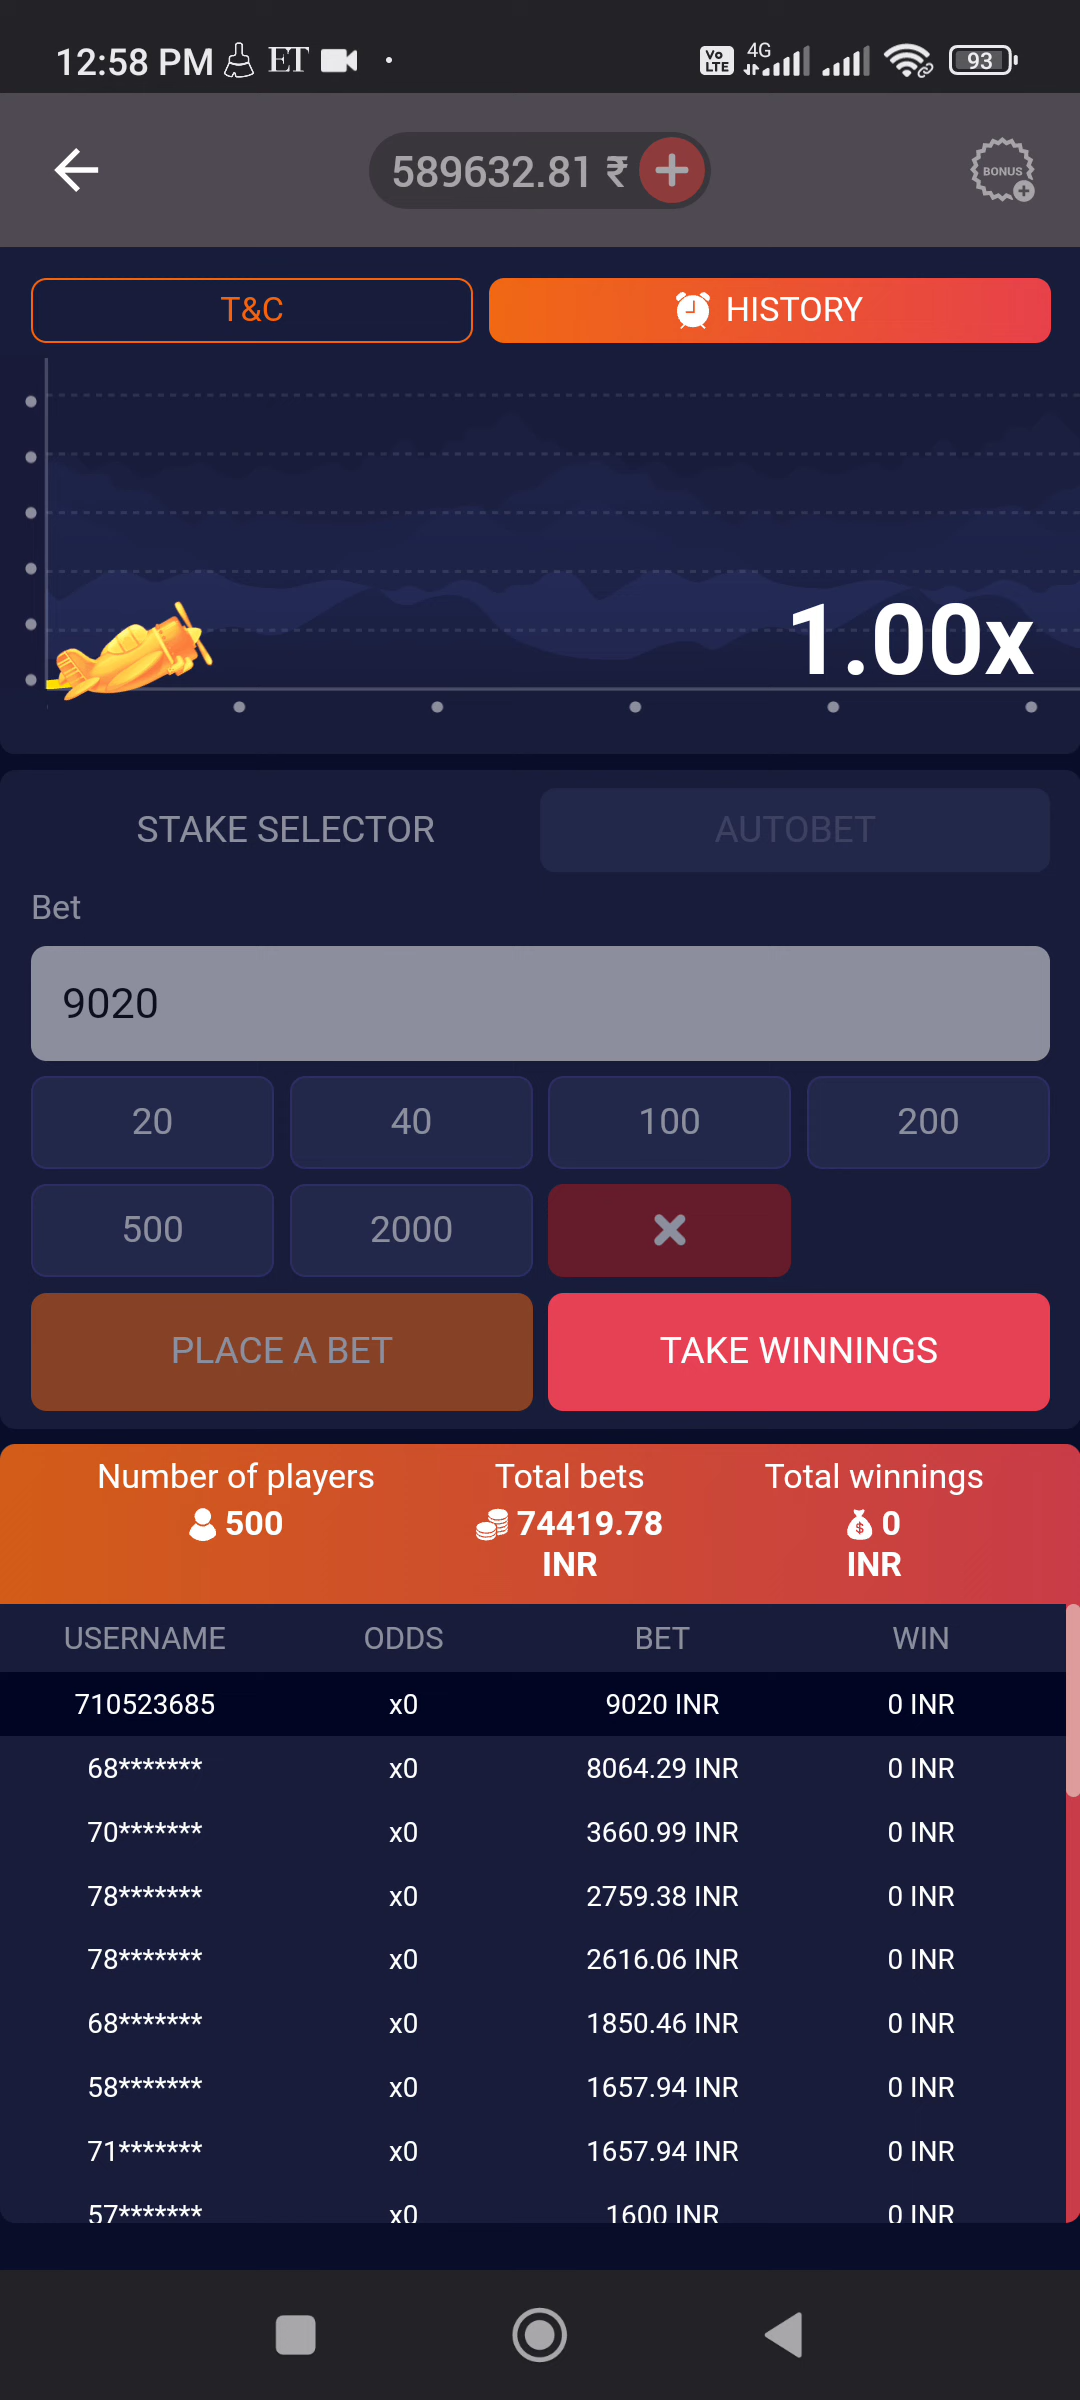 12:58 PM ET Vo LTE 4G 93
589632.81 ₹ BONUS
T&C HISTORY
1.00x
STAKE SELECTOR AUTOBET
Bet
9020
20 40 100 200
500 2000
PLACE A BET TAKE WINNINGS
Number of players Total bets Total winnings
500 74419.78 0
INR INR
USERNAME ODDS BET WIN
710523685 x0 9020 INR 0 INR
68******* x0 8064.29 INR 0 INR
70******* x0 3660.99 INR 0 INR
78******* x0 2759.38 INR 0 INR
78******* x0 2616.06 INR 0 INR
68******* x0 1850.46 INR 0 INR
58******* x0 1657.94 INR 0 INR
71******* x0 1657.94 INR 0 INR
57******* x0 1600 INR 0 INR